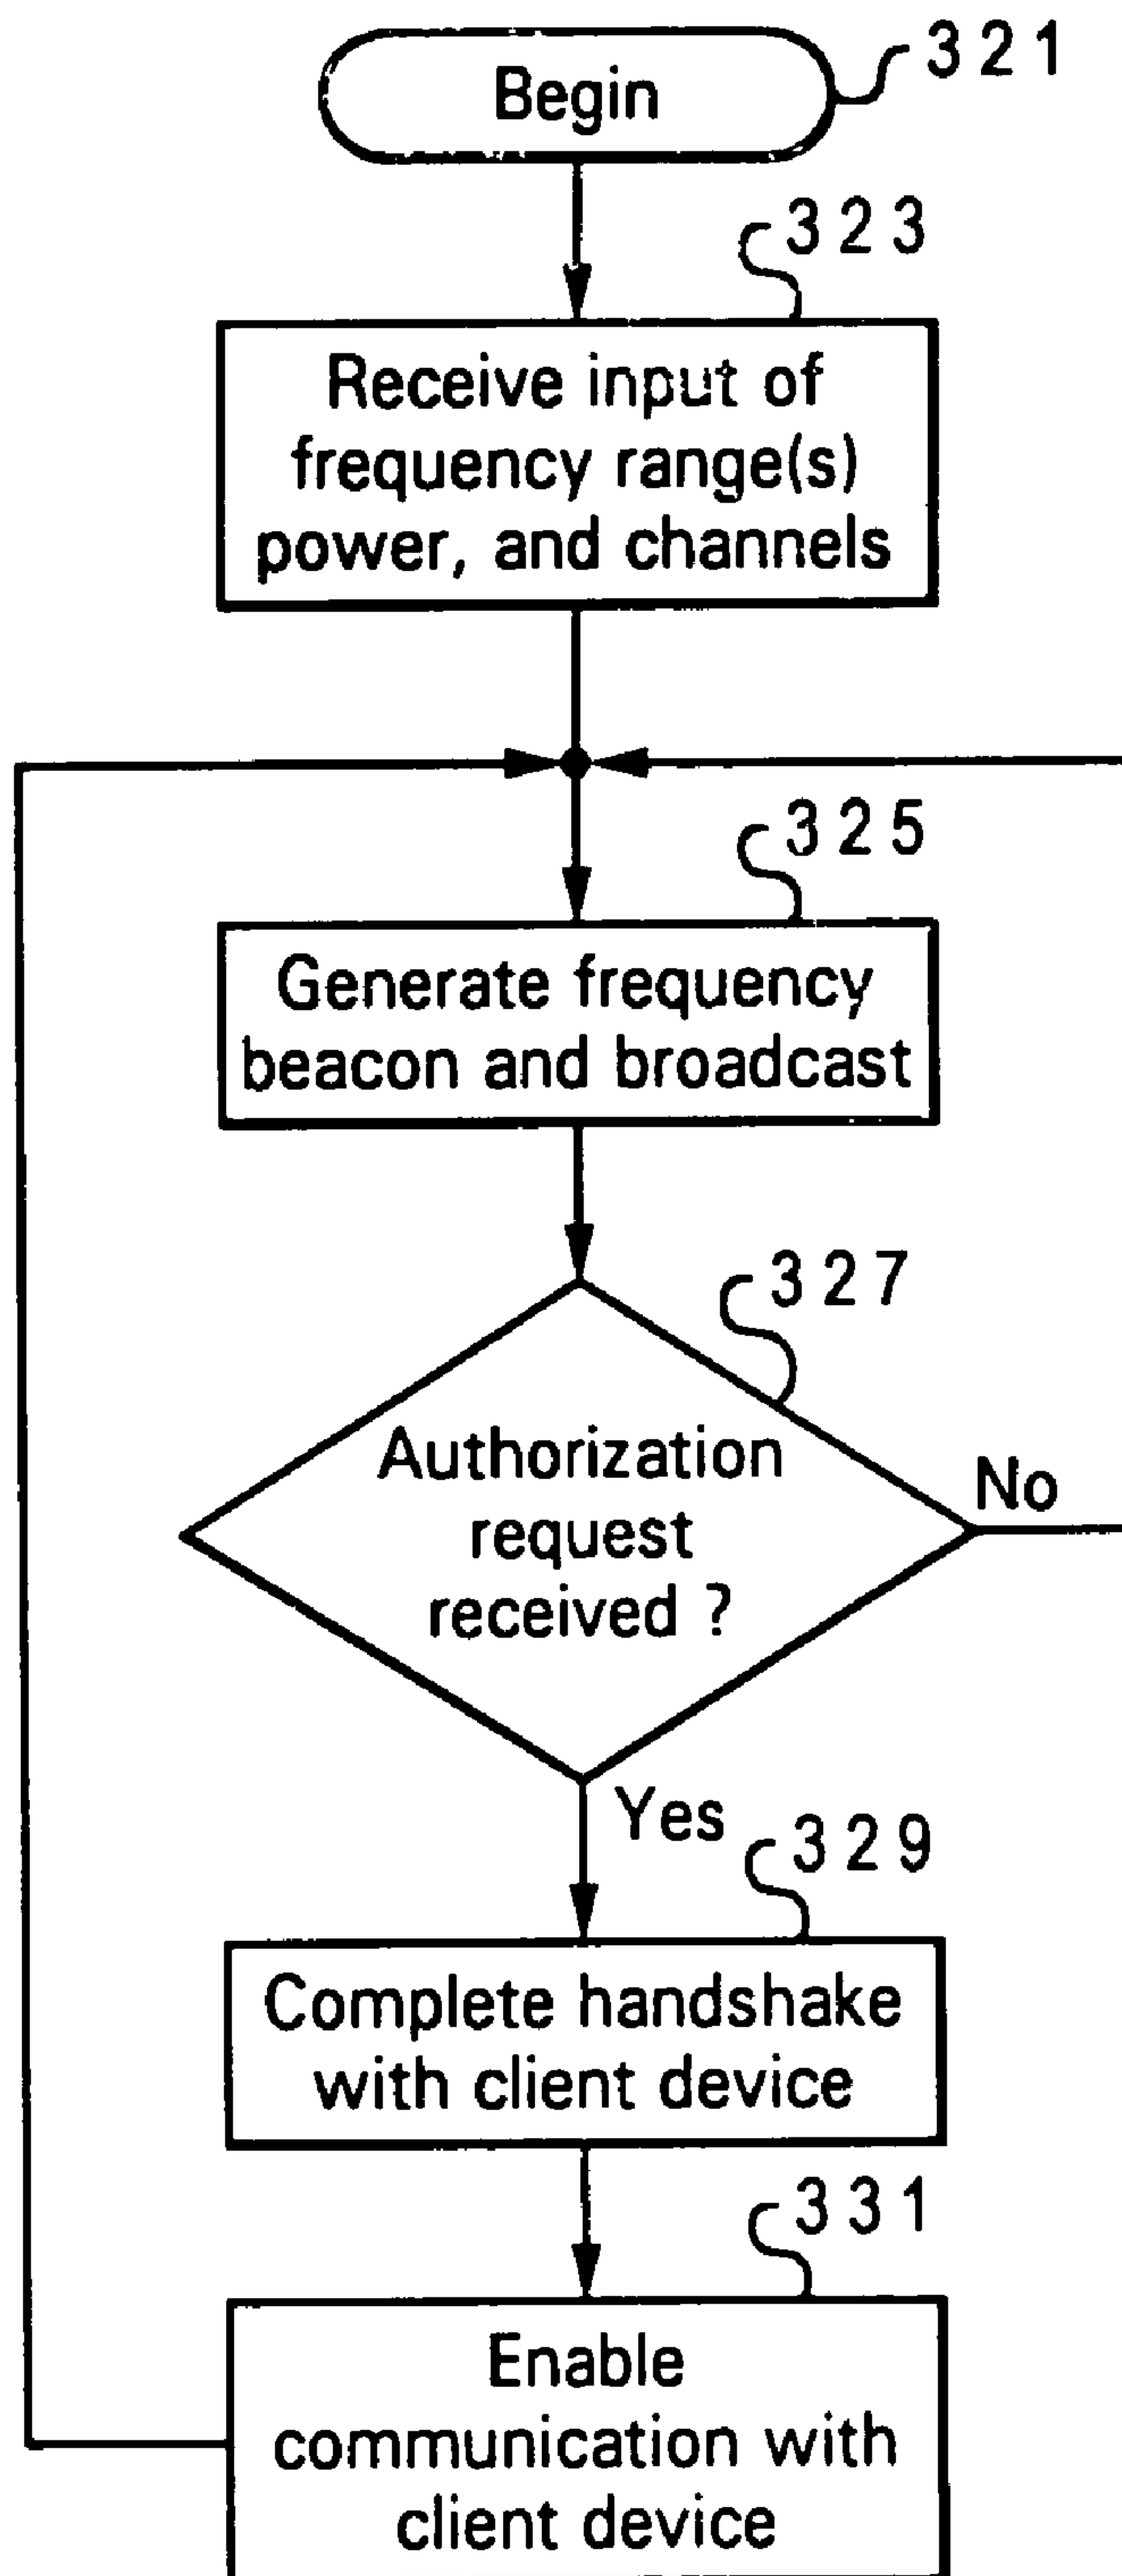 Begin
321
323
Receive input of
frequency range(s)
power, and channels
325
Generate frequency
beacon and broadcast
327
Authorization
request
received ?
No
Yes
329
Complete handshake
with client device
331
Enable
communication with
client device